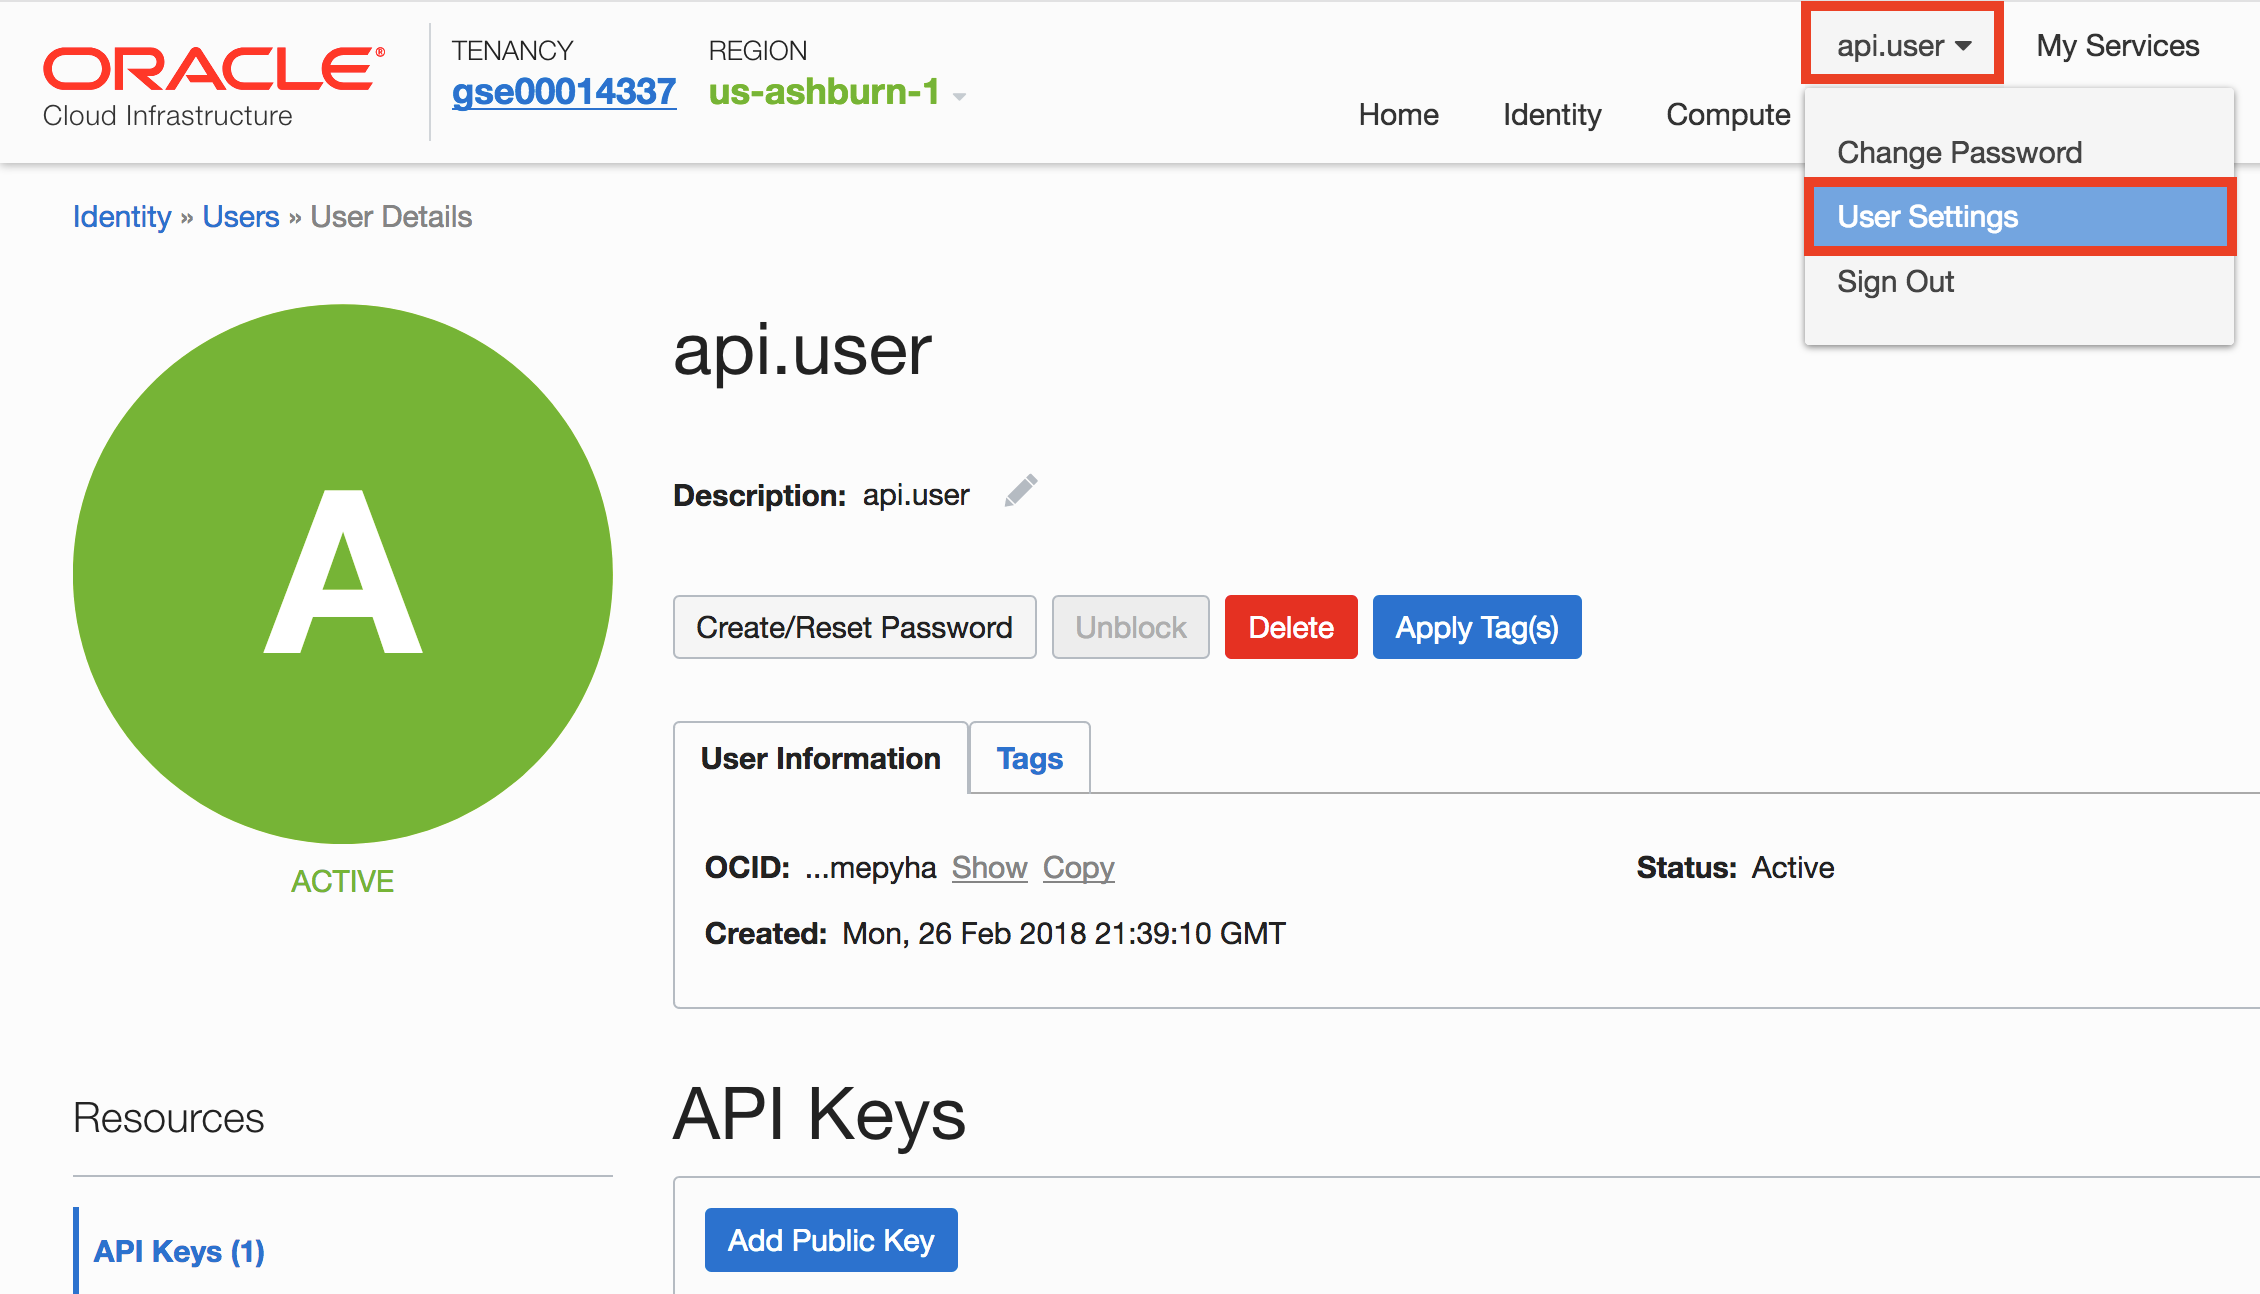 ORACLE®
Cloud Infrastructure
TENANCY
gse00014337
REGION
us-ashburn-1
api.user
My Services
Home Identity Compute
Change Password
User Settings
Sign Out
Identity » Users » User Details
A
ACTIVE
api.user
Description: api.user
Create/Reset Password Unblock Delete Apply Tag(s)
User Information Tags
OCID: ...mepyha Show Copy
Status: Active
Created: Mon, 26 Feb 2018 21:39:10 GMT
Resources
API Keys (1)
API Keys
Add Public Key